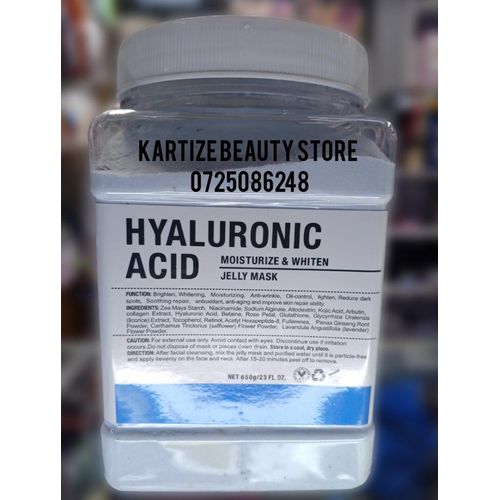 KARTIZE BEAUTY STORE
0725086248
HYALURONIC
ACID
MOISTURIZE & WHITEN
JELLY MASK
FUNCTION: Brighten, Whitening, Moisturizing, Anti-wrinkle, Oil-control, tighten, Reduce dark
spots, Soothing repair, antioxidant, anti-aging and improve skin repair ability.
INGREDIENTS: Zea Mays Starch, Niacinamide, Sodium Alginate, Altodextrin, Kojic Acid, Arbutin,
collagen Extract, Hyaluronic Acid, Betaine, Rose Petal, Glutathione, Glycyrrhiza Uralensis
(licorice) Extract, Tocopherol, Retinol, Acetyl Hexapeptide-8, Fullerenes, Panax Ginseng Root
Powder, Carthamus Tinctorius (safflower) Flower Powder, Lavandula Angustifolia (lavender)
Flower Powder.
CAUTION: For external use only. Avoid contact with eyes. Discontinue use if irritation
occurs.Do not dispose of mask or pieces down drain. Store in a cool, dry place.
DIRECTION: After facial cleansing, mix the jelly mask and purified water until it is particle-free
and apply evenly on the face and neck. After 15-20 minutes peel off to remove.
NET 650g/23 FL.OZ.